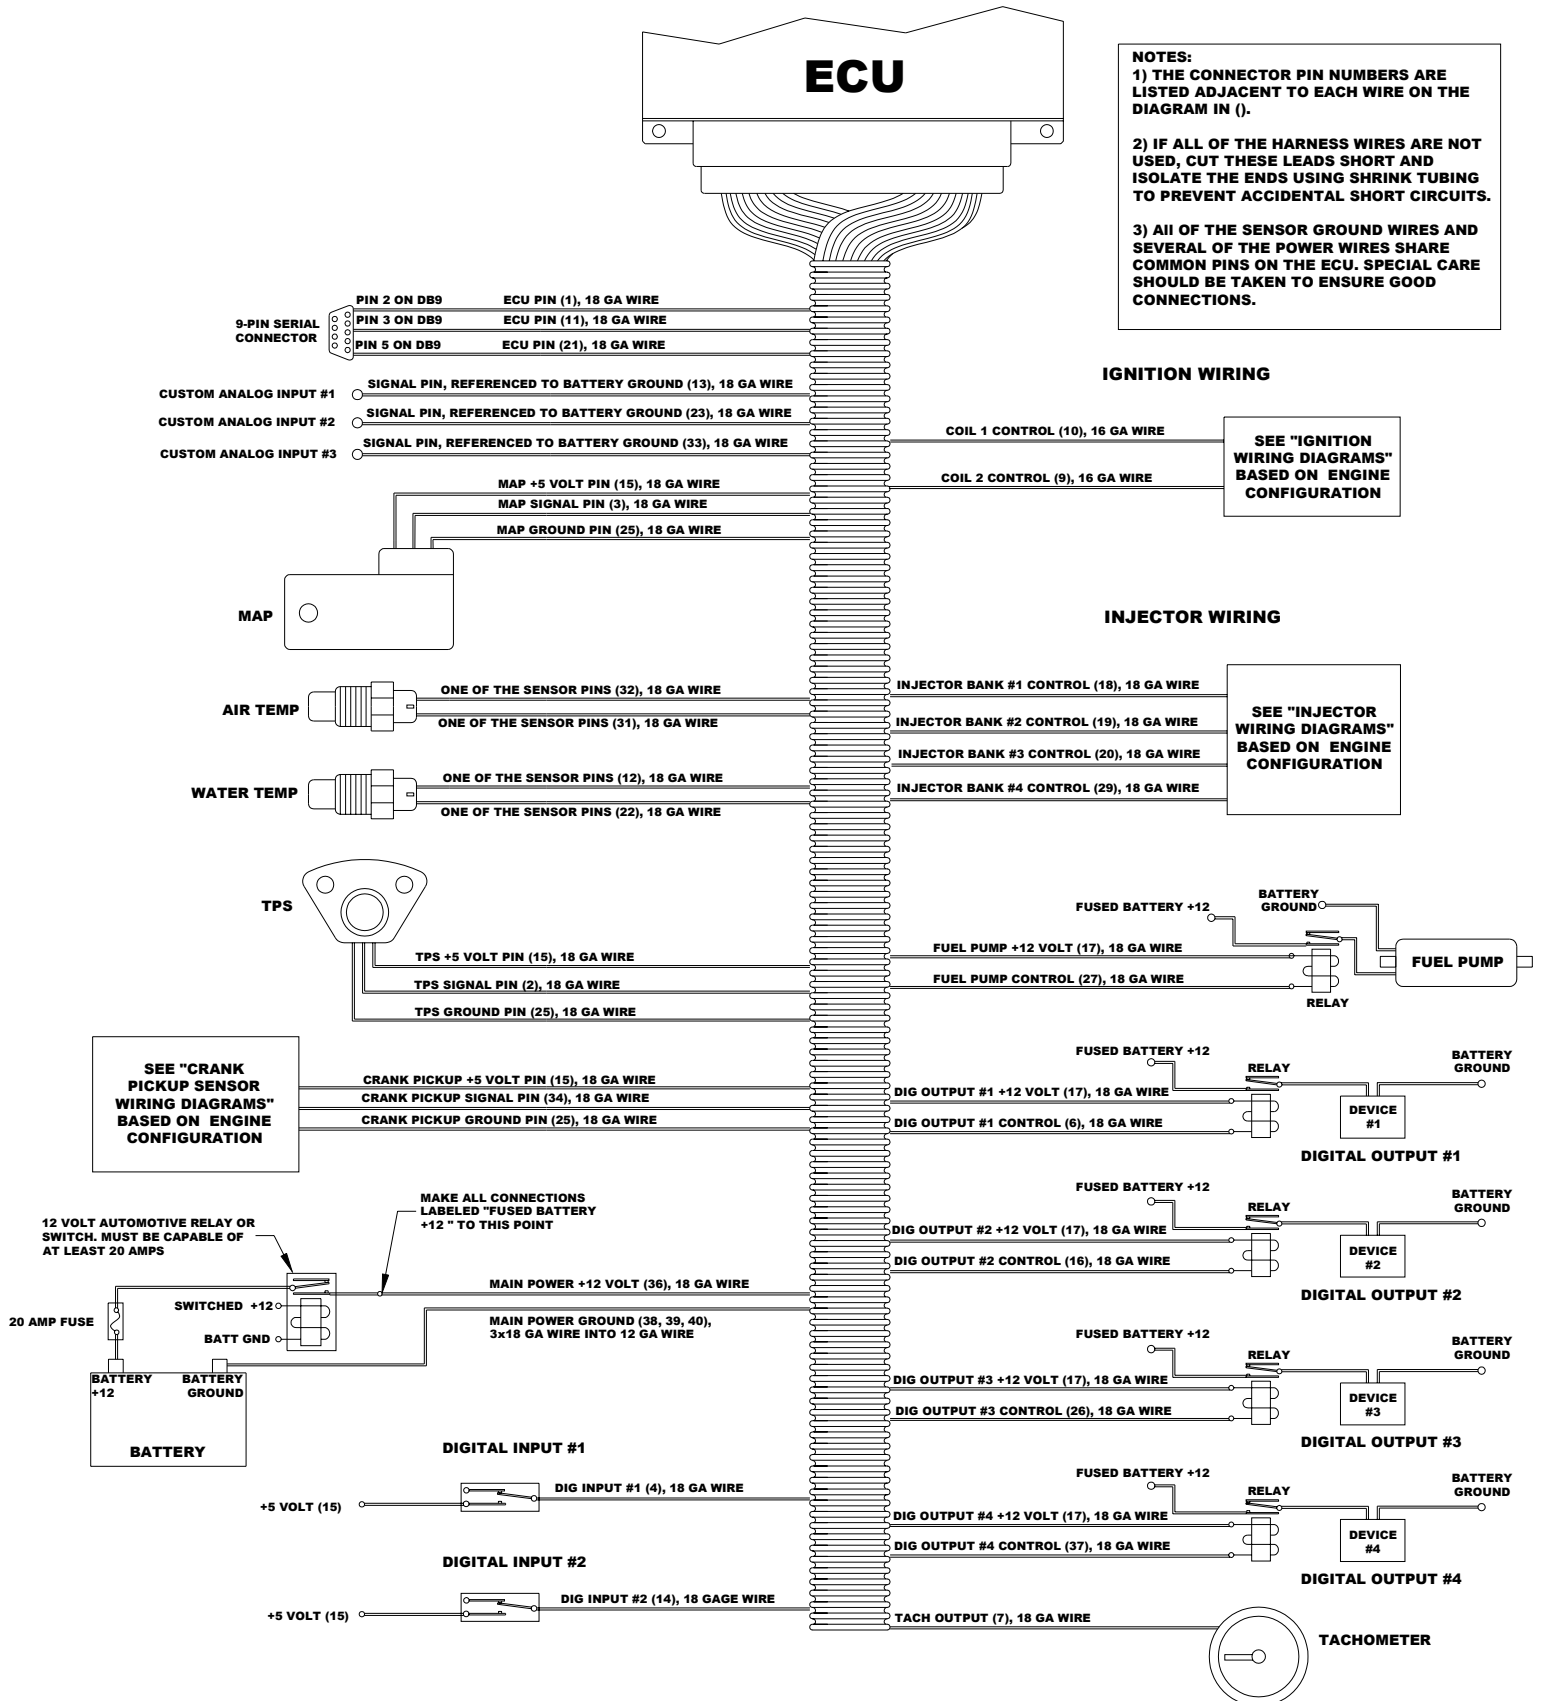 ECU
NOTES:
1) THE CONNECTOR PIN NUMBERS ARE
LISTED ADJACENT TO EACH WIRE ON THE
DIAGRAM IN ().
2) IF ALL OF THE HARNESS WIRES ARE NOT
USED, CUT THESE LEADS SHORT AND
ISOLATE THE ENDS USING SHRINK TUBING
TO PREVENT ACCIDENTAL SHORT CIRCUITS.
3) All OF THE SENSOR GROUND WIRES AND
SEVERAL OF THE POWER WIRES SHARE
COMMON PINS ON THE ECU. SPECIAL CARE
SHOULD BE TAKEN TO ENSURE GOOD
CONNECTIONS.
9-PIN SERIAL
CONNECTOR
PIN 2 ON DB9
ECU PIN (1), 18 GA WIRE
PIN 3 ON DB9
ECU PIN (11), 18 GA WIRE
PIN 5 ON DB9
ECU PIN (21), 18 GA WIRE
CUSTOM ANALOG INPUT #1
SIGNAL PIN, REFERENCED TO BATTERY GROUND (13), 18 GA WIRE
CUSTOM ANALOG INPUT #2
SIGNAL PIN, REFERENCED TO BATTERY GROUND (23), 18 GA WIRE
CUSTOM ANALOG INPUT #3
SIGNAL PIN, REFERENCED TO BATTERY GROUND (33), 18 GA WIRE
MAP +5 VOLT PIN (15), 18 GA WIRE
MAP SIGNAL PIN (3), 18 GA WIRE
MAP GROUND PIN (25), 18 GA WIRE
MAP
AIR TEMP
ONE OF THE SENSOR PINS (32), 18 GA WIRE
ONE OF THE SENSOR PINS (31), 18 GA WIRE
WATER TEMP
ONE OF THE SENSOR PINS (12), 18 GA WIRE
ONE OF THE SENSOR PINS (22), 18 GA WIRE
TPS
TPS +5 VOLT PIN (15), 18 GA WIRE
TPS SIGNAL PIN (2), 18 GA WIRE
TPS GROUND PIN (25), 18 GA WIRE
SEE "CRANK
PICKUP SENSOR
WIRING DIAGRAMS"
BASED ON ENGINE
CONFIGURATION
CRANK PICKUP +5 VOLT PIN (15), 18 GA WIRE
CRANK PICKUP SIGNAL PIN (34), 18 GA WIRE
CRANK PICKUP GROUND PIN (25), 18 GA WIRE
MAKE ALL CONNECTIONS
LABELED "FUSED BATTERY
+12 " TO THIS POINT
12 VOLT AUTOMOTIVE RELAY OR
SWITCH. MUST BE CAPABLE OF
AT LEAST 20 AMPS
MAIN POWER +12 VOLT (36), 18 GA WIRE
SWITCHED +12
20 AMP FUSE
BATT GND
MAIN POWER GROUND (38, 39, 40),
3x18 GA WIRE INTO 12 GA WIRE
BATTERY
+12
BATTERY
GROUND
BATTERY
DIGITAL INPUT #1
DIG INPUT #1 (4), 18 GA WIRE
+5 VOLT (15)
DIGITAL INPUT #2
DIG INPUT #2 (14), 18 GAGE WIRE
+5 VOLT (15)
IGNITION WIRING
COIL 1 CONTROL (10), 16 GA WIRE
COIL 2 CONTROL (9), 16 GA WIRE
SEE "IGNITION
WIRING DIAGRAMS"
BASED ON ENGINE
CONFIGURATION
INJECTOR WIRING
INJECTOR BANK #1 CONTROL (18), 18 GA WIRE
INJECTOR BANK #2 CONTROL (19), 18 GA WIRE
INJECTOR BANK #3 CONTROL (20), 18 GA WIRE
INJECTOR BANK #4 CONTROL (29), 18 GA WIRE
SEE "INJECTOR
WIRING DIAGRAMS"
BASED ON ENGINE
CONFIGURATION
FUSED BATTERY +12
BATTERY
GROUND
FUEL PUMP +12 VOLT (17), 18 GA WIRE
FUEL PUMP CONTROL (27), 18 GA WIRE
RELAY
FUEL PUMP
FUSED BATTERY +12
RELAY
BATTERY
GROUND
DIG OUTPUT #1 +12 VOLT (17), 18 GA WIRE
DIG OUTPUT #1 CONTROL (6), 18 GA WIRE
DEVICE
#1
DIGITAL OUTPUT #1
FUSED BATTERY +12
RELAY
BATTERY
GROUND
DIG OUTPUT #2 +12 VOLT (17), 18 GA WIRE
DIG OUTPUT #2 CONTROL (16), 18 GA WIRE
DEVICE
#2
DIGITAL OUTPUT #2
FUSED BATTERY +12
RELAY
BATTERY
GROUND
DIG OUTPUT #3 +12 VOLT (17), 18 GA WIRE
DIG OUTPUT #3 CONTROL (26), 18 GA WIRE
DEVICE
#3
DIGITAL OUTPUT #3
FUSED BATTERY +12
RELAY
BATTERY
GROUND
DIG OUTPUT #4 +12 VOLT (17), 18 GA WIRE
DIG OUTPUT #4 CONTROL (37), 18 GA WIRE
DEVICE
#4
DIGITAL OUTPUT #4
TACH OUTPUT (7), 18 GA WIRE
TACHOMETER